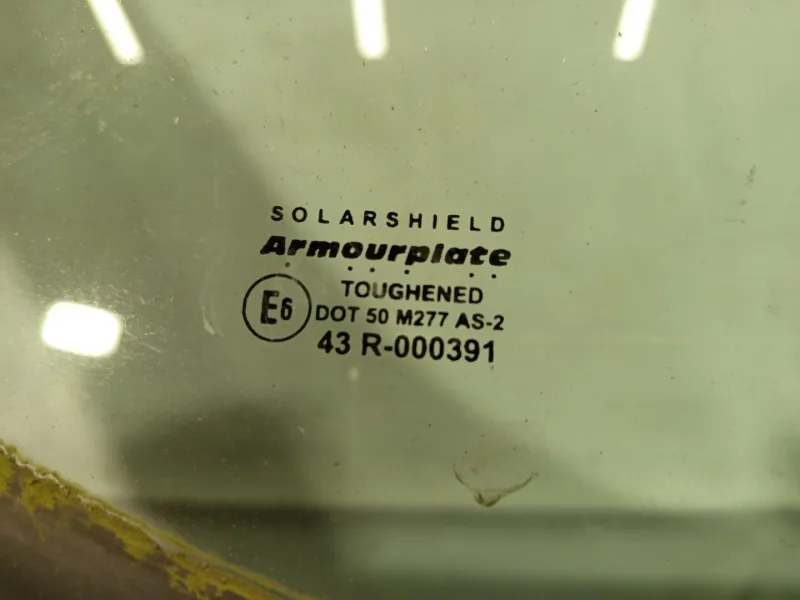 SOLARSHIELD
Armourplate
TOUGHENED
E6
DOT 50 M277 AS-2
43 R-000391